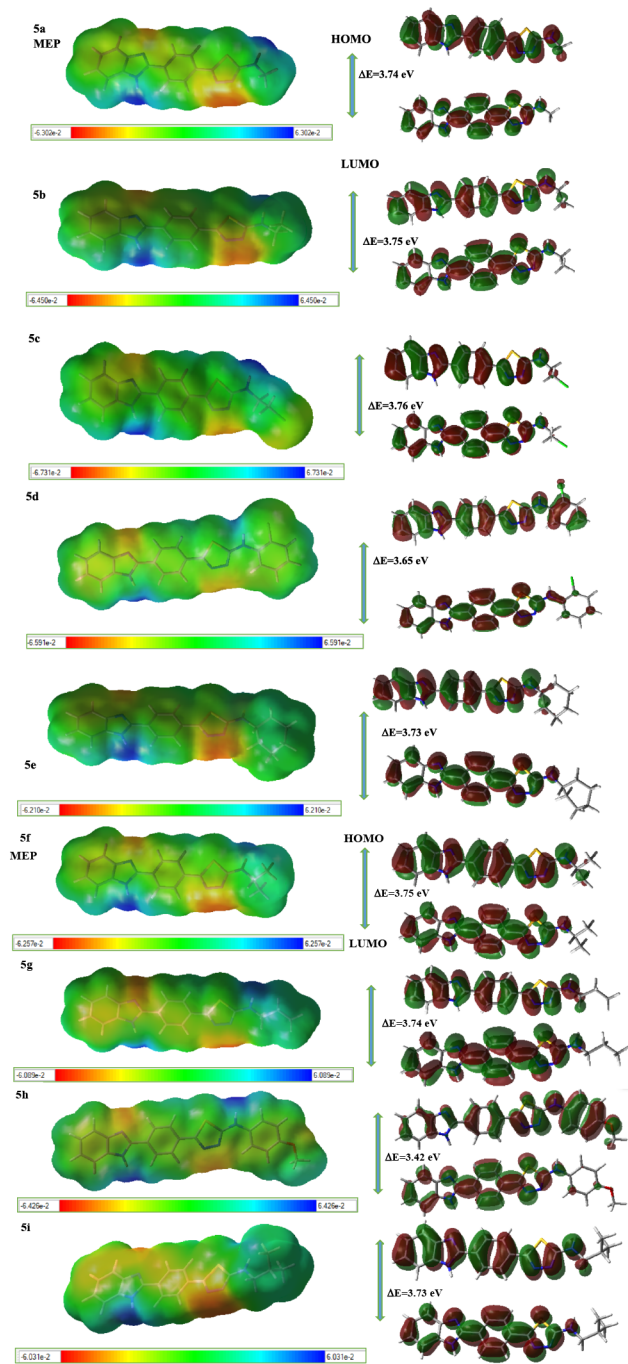 5a
MEP
HOMO
ΔE=3.74 eV
-6.302e-2
6.302e-2
LUMO
5b
ΔE=3.75 eV
-6.450e-2
6.450e-2
5c
ΔE=3.76 eV
-6.731e-2
6.731e-2
5d
ΔE=3.65 eV
-6.591e-2
6.591e-2
5e
ΔE=3.73 eV
-6.210e-2
6.210e-2
5f
MEP
HOMO
ΔE=3.75 eV
-6.257e-2
6.257e-2
LUMO
5g
ΔE=3.74 eV
-6.089e-2
6.089e-2
5h
ΔE=3.42 eV
-6.426e-2
6.426e-2
5i
ΔE=3.73 eV
-6.031e-2
6.031e-2